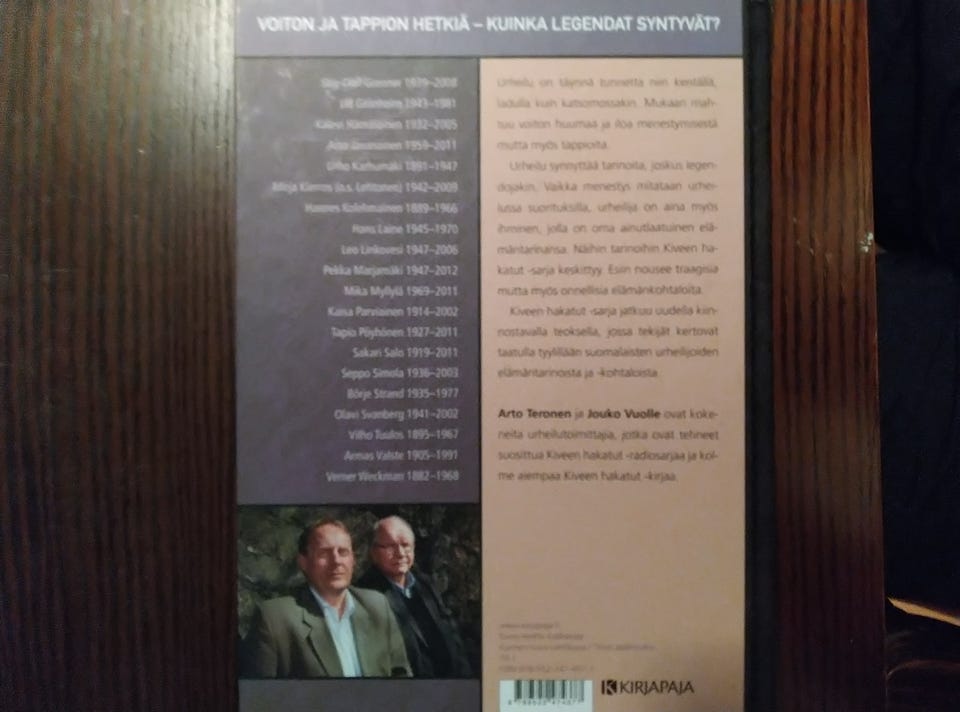 VOITON JA TAPPION HETKIÄ – KUINKA LEGENDAT SYNTYVÄT?
Stig-Olof Grenner 1939–2008
Ulf Grönholm 1943–1981
Kalevi Hämäläinen 1932–2005
Arto Javanainen 1959–2011
Urho Karhumäki 1891–1947
Mirja Kierros (o.s. Lehtonen) 1942–2009
Hannes Kolehmainen 1889–1966
Hans Laine 1945–1970
Leo Linkovesi 1947–2006
Pekka Marjamäki 1947–2012
Mika Myllylä 1969–2011
Kaisa Parviainen 1914–2002
Tapio Pöyhönen 1927–2011
Sakari Salo 1919–2011
Seppo Simola 1936–2003
Börje Strand 1935–1977
Olavi Svanberg 1941–2002
Vilho Tuulos 1895–1967
Armas Valste 1905–1991
Verner Weckman 1882–1968
Urheilu on täynnä tunnetta niin kentällä,
ladulla kuin katsomossakin. Mukaan mah-
tuu voiton huumaa ja iloa menestymisestä
mutta myös tappioita.
Urheilu synnyttää tarinoita, joskus legen-
dojakin. Vaikka menestys mitataan urhei-
lussa suorituksilla, urheilija on aina myös
ihminen, jolla on oma ainutlaatuinen elä-
mäntarinansa. Näihin tarinoihin Kiveen ha-
katut -sarja keskittyy. Esiin nousee traagisia
mutta myös onnellisia elämänkohtaloita.
Kiveen hakatut -sarja jatkuu uudella kiin-
nostavalla teoksella, jossa tekijät kertovat
taatulla tyylillään suomalaisten urheilijoiden
elämäntarinoista ja -kohtaloista.
Arto Teronen ja Jouko Vuolle ovat koke-
neita urheilutoimittajia, jotka ovat tehneet
suosittua Kiveen hakatut -radiosarjaa ja kol-
me aiempaa Kiveen hakatut -kirjaa.
www.kirjapaja.fi
KIRJAPAJA